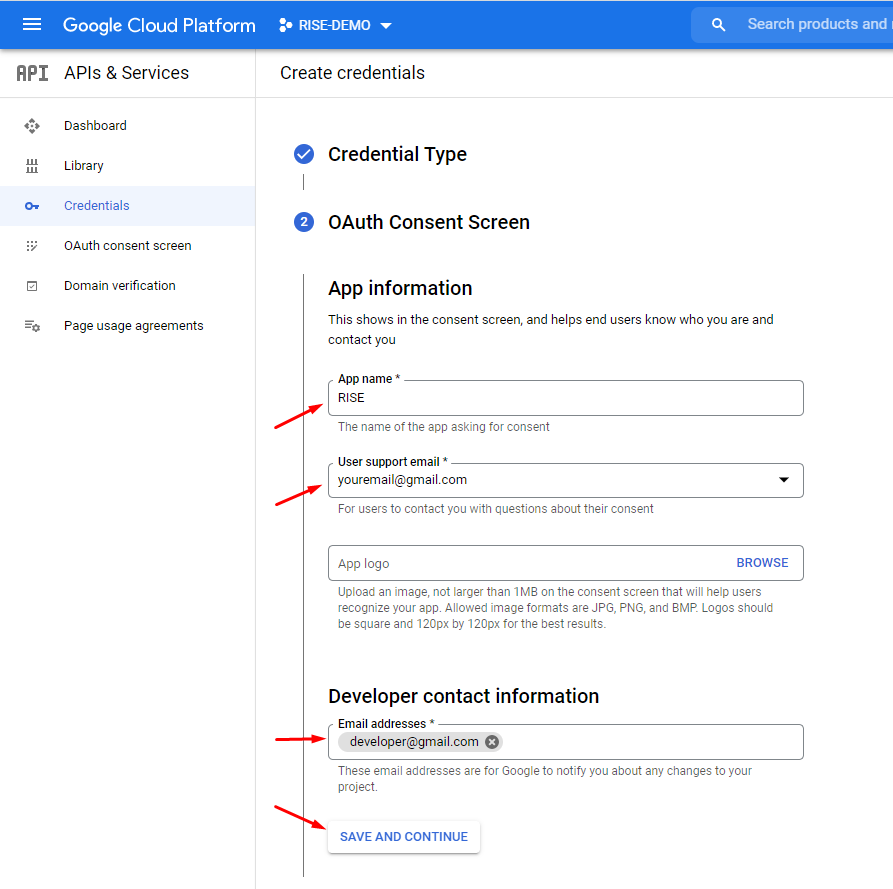 Google Cloud Platform
RISE-DEMO
Search products and
API
APIs & Services
Create credentials
Dashboard
Library
Credentials
OAuth consent screen
Domain verification
Page usage agreements
Credential Type
2
OAuth Consent Screen
App information
This shows in the consent screen, and helps end users know who you are and
contact you
App name *
RISE
The name of the app asking for consent
User support email *
youremail@gmail.com
For users to contact you with questions about their consent
App logo
BROWSE
Upload an image, not larger than 1MB on the consent screen that will help users
recognize your app. Allowed image formats are JPG, PNG, and BMP. Logos should
be square and 120px by 120px for the best results.
Developer contact information
Email addresses *
developer@gmail.com
These email addresses are for Google to notify you about any changes to your
project.
SAVE AND CONTINUE